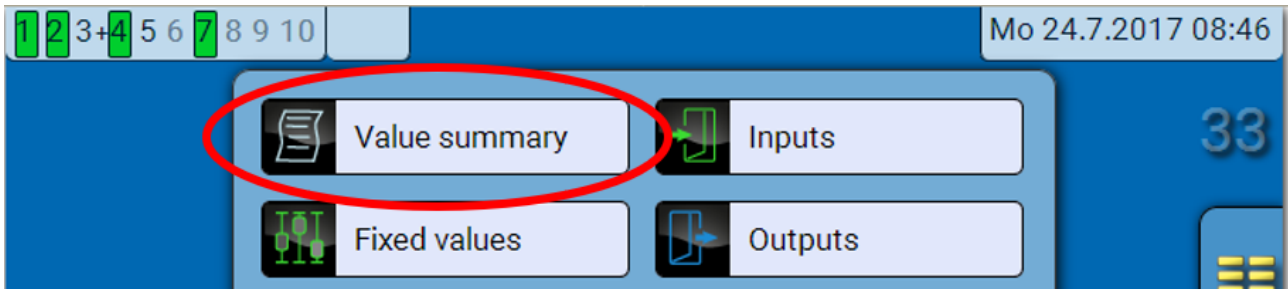 1 2 3+4 5 6 7 8 9 10
Mo 24.7.2017 08:46
Value summary
Inputs
33
Fixed values
Outputs